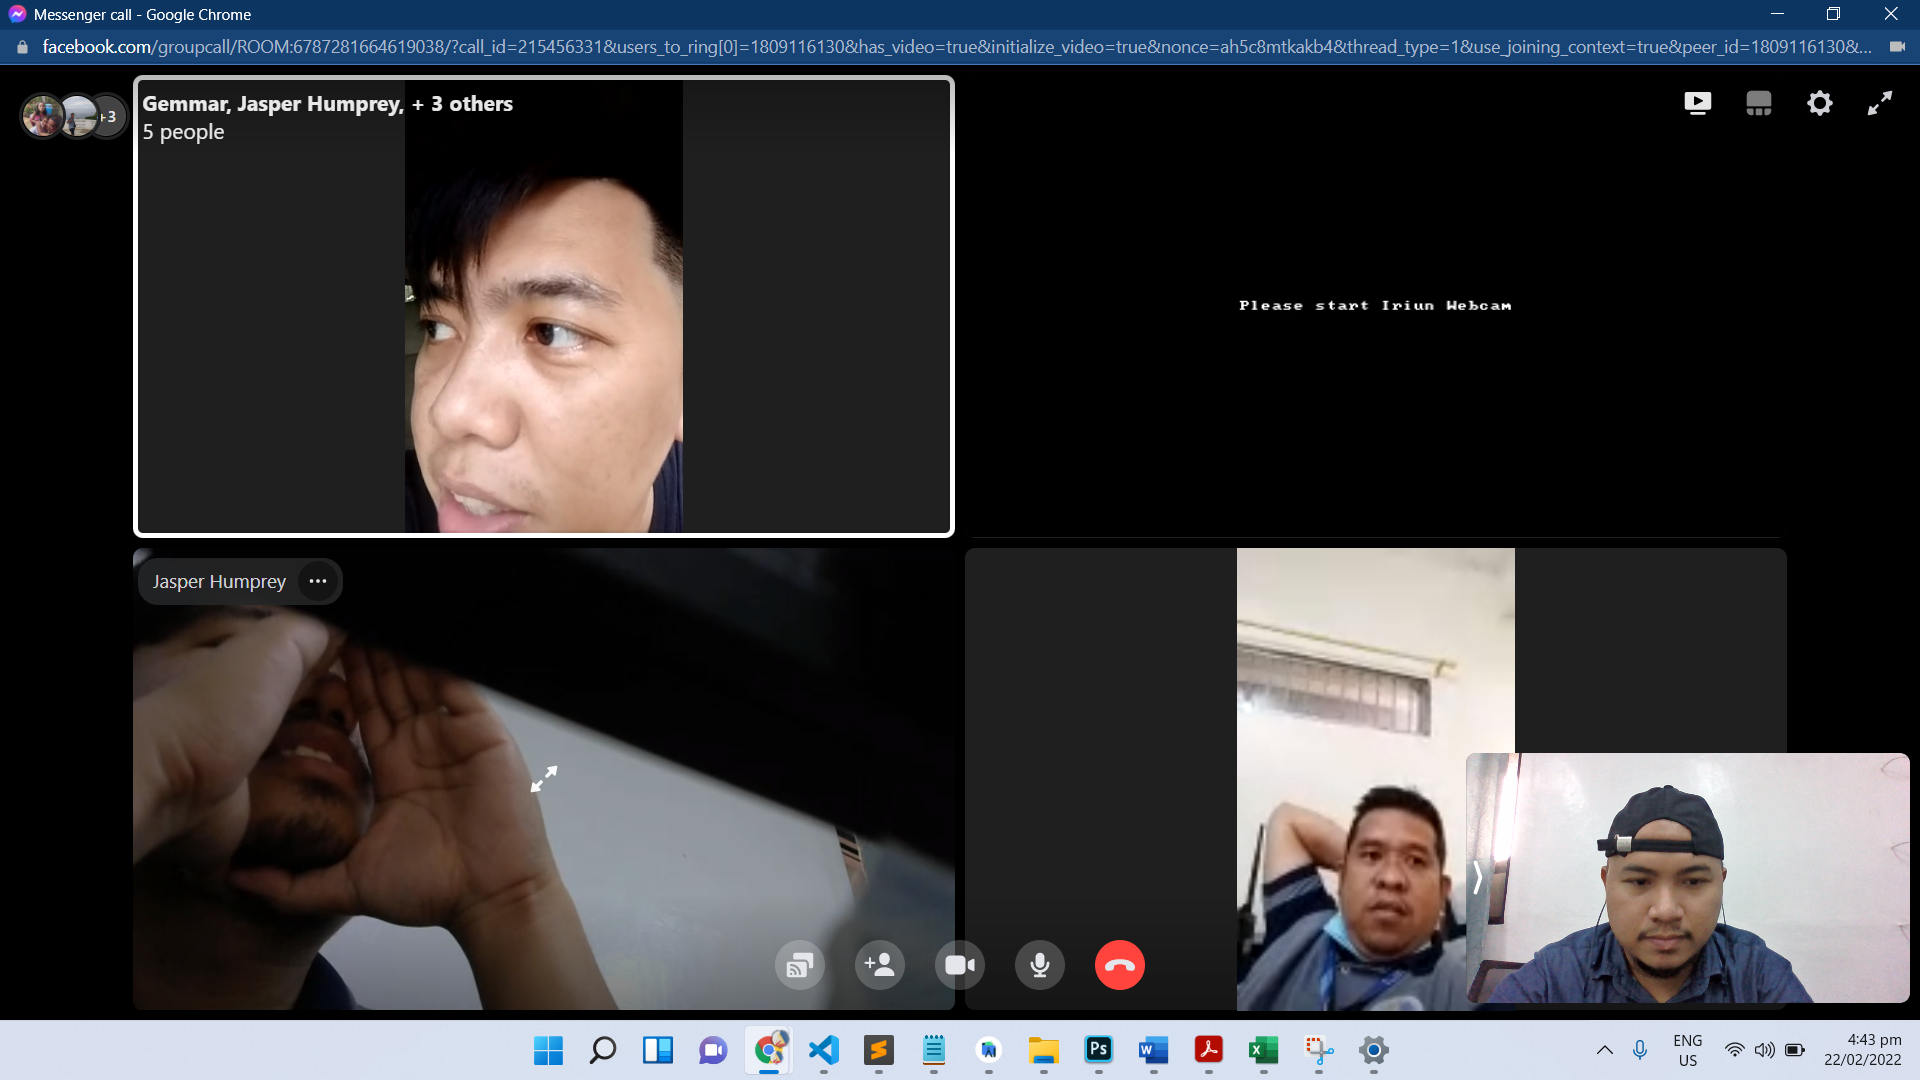 Messenger call - Google Chrome
facebook.com/groupcall/ROOM:6787281664619038/?call_id=215456331&users_to_ring[0]=1809116130&has_video=true&initialize_video=true&nonce=ah5c8mtkakb4&thread_type=1&use_joining_context=true&peer_id=1809116130&...
+3
Gemmar, Jasper Humprey, + 3 others
5 people
Please start Iriun Webcam
Jasper Humprey
Ps
W
X
ENG
US
4:43 pm
22/02/2022